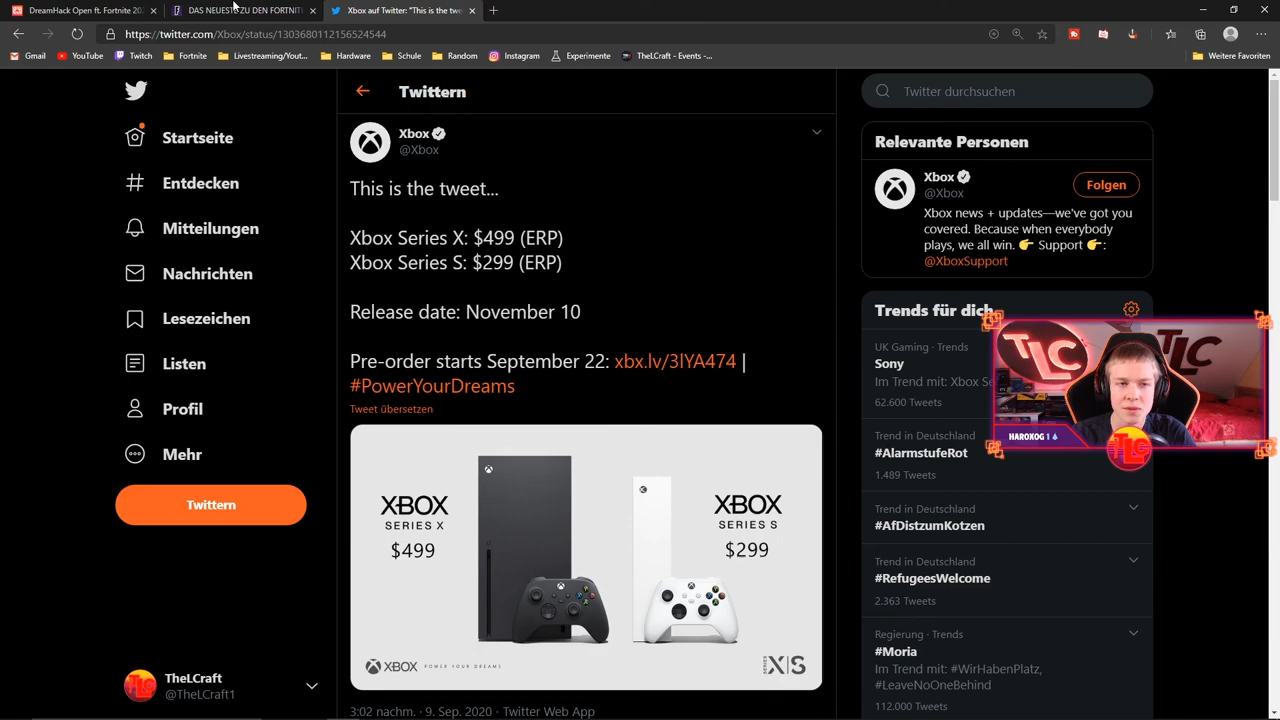 DreamHack Open ft. Fortnite 202
DAS NEUESTE ZU DEN FORTNIT
Xbox auf Twitter: "This is the twe
https://twitter.com/Xbox/status/1303680112156524544
Gmail
YouTube
Twitch
Fortnite
Livestreaming/Yout...
Hardware
Schule
Random
Instagram
Experimente
TheLCraft - Events -...
Weitere Favoriten
Startseite
Entdecken
Mitteilungen
Nachrichten
Lesezeichen
Listen
Profil
Mehr
Twittern
TheLCraft
@TheLCraft1
Twittern
Xbox
@Xbox
This is the tweet...
Xbox Series X: $499 (ERP)
Xbox Series S: $299 (ERP)
Release date: November 10
Pre-order starts September 22: xbx.lv/3lYA474 |
#PowerYourDreams
Tweet übersetzen
XBOX
SERIES X
$499
XBOX
SERIES S
$299
XBOX POWER YOUR DREAMS
SERIES X|S
3:02 nachm. · 9. Sep. 2020 · Twitter Web App
Twitter durchsuchen
Relevante Personen
Xbox
@Xbox
Folgen
Xbox news + updates—we've got you
covered. Because when everybody
plays, we all win. 👉 Support 👉:
@XboxSupport
Trends für dich
UK Gaming · Trends
Sony
Im Trend mit: Xbox Se
62.600 Tweets
Trend in Deutschland
#AlarmstufeRot
1.489 Tweets
Trend in Deutschland
#AfDistzumKotzen
Trend in Deutschland
#RefugeesWelcome
2.363 Tweets
Regierung · Trends
#Moria
Im Trend mit: #WirHabenPlatz,
#LeaveNoOneBehind
112.000 Tweets
TLC
TLC
HAROXOG 1
TLC